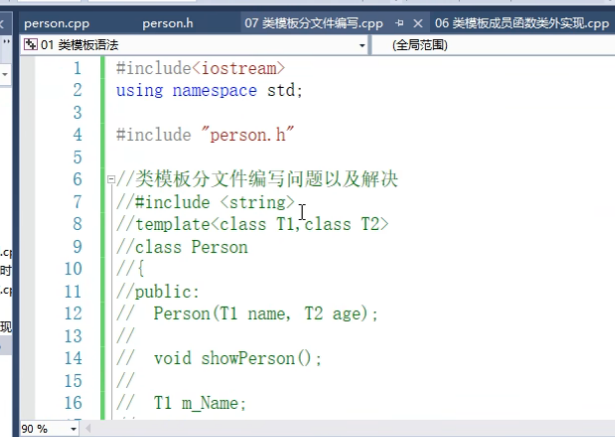 person.cpp person.h 07 类模板分文件编写.cpp 06 类模板成员函数类外实现.cpp
01 类模板语法 (全局范围)
1 #include<iostream>
2 using namespace std;
3
4 #include "person.h"
5
6 //类模板分文件编写问题以及解决
7 //#include <string>
8 //template<class T1,class T2>
9 //class Person
10 //{
11 //public:
12 // Person(T1 name, T2 age);
13 //
14 // void showPerson();
15 //
16 // T1 m_Name;
90 %